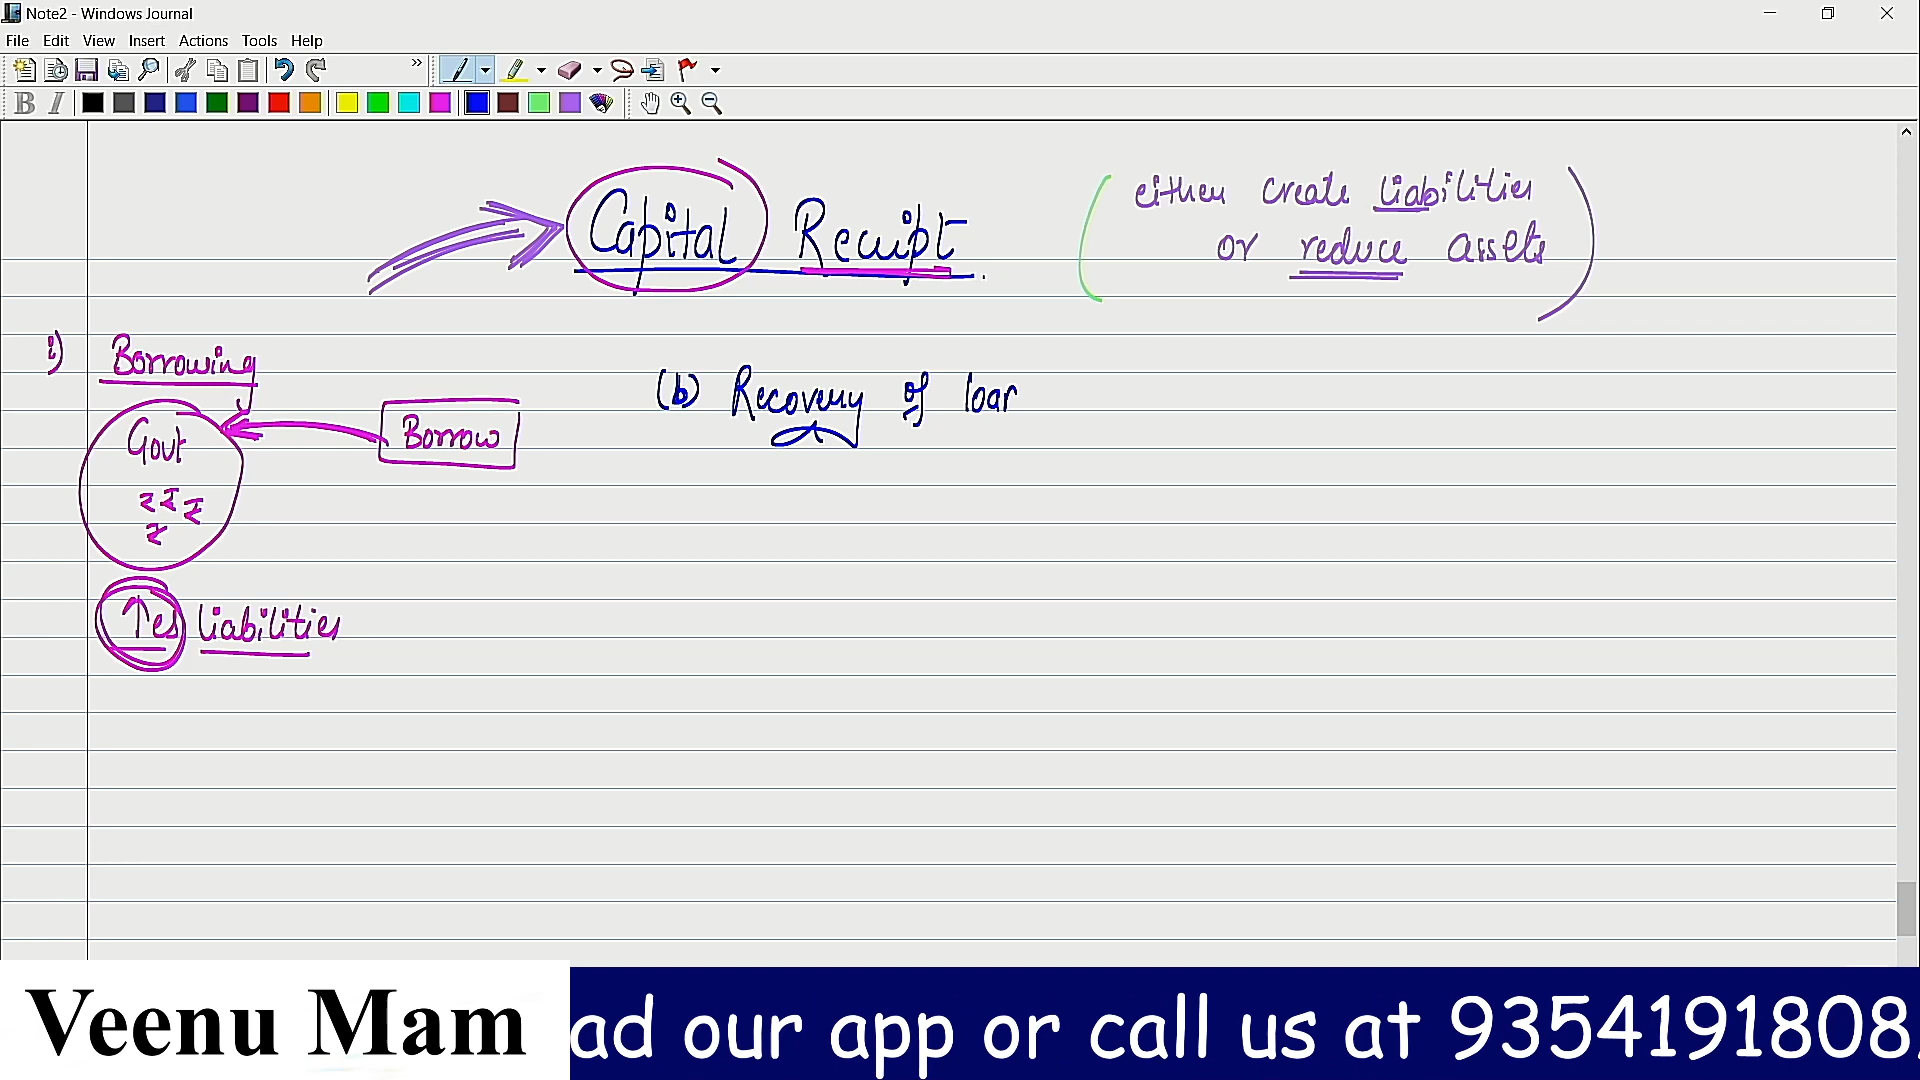 Note2 - Windows Journal
File Edit View Insert Actions Tools Help
B I
Capital Receipt.
(either create liabilities
or reduce assets)
i) Borrowing
(b) Recovery of loan
Govt
Borrow
↑es liabilities
Veenu Mam
ad our app or call us at 9354191808.